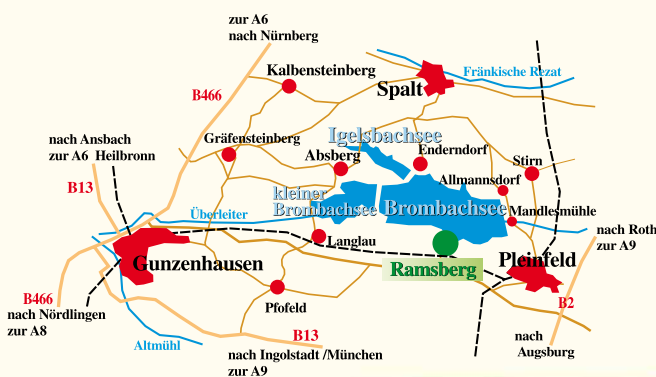 zur A6
nach Nürnberg
Kalbensteinberg
Fränkische Rezat
Spalt
B466
Gräfensteinberg
Igelsbachsee
nach Ansbach
zur A6 Heilbronn
Absberg
Enderndorf
Stirn
B13
Allmannsdorf
kleiner
Brombachsee
Brombachsee
Überleiter
Mandlesmühle
nach Roth
zur A9
Langlau
Gunzenhausen
Ramsberg
Pleinfeld
B466
nach Nördlingen
zur A8
Pfofeld
B2
Altmühl
B13
nach Ingolstadt /München
zur A9
nach
Augsburg